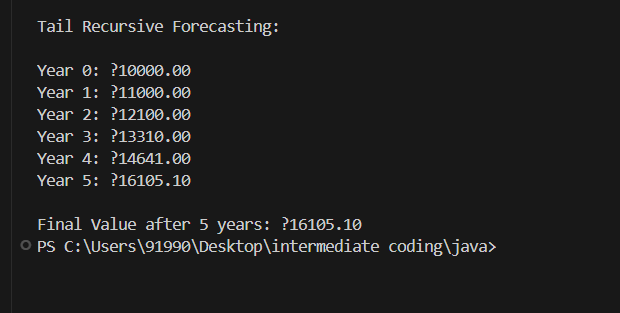 Tail Recursive Forecasting:
Year 0: ?10000.00
Year 1: ?11000.00
Year 2: ?12100.00
Year 3: ?13310.00
Year 4: ?14641.00
Year 5: ?16105.10
Final Value after 5 years: ?16105.10
PS C:\Users\91990\Desktop\intermediate coding\java>